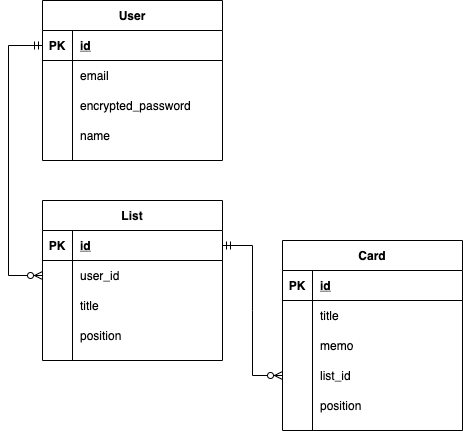 User
PK id
email
encrypted_password
name
List
PK id
user_id
title
position
Card
PK id
title
memo
list_id
position